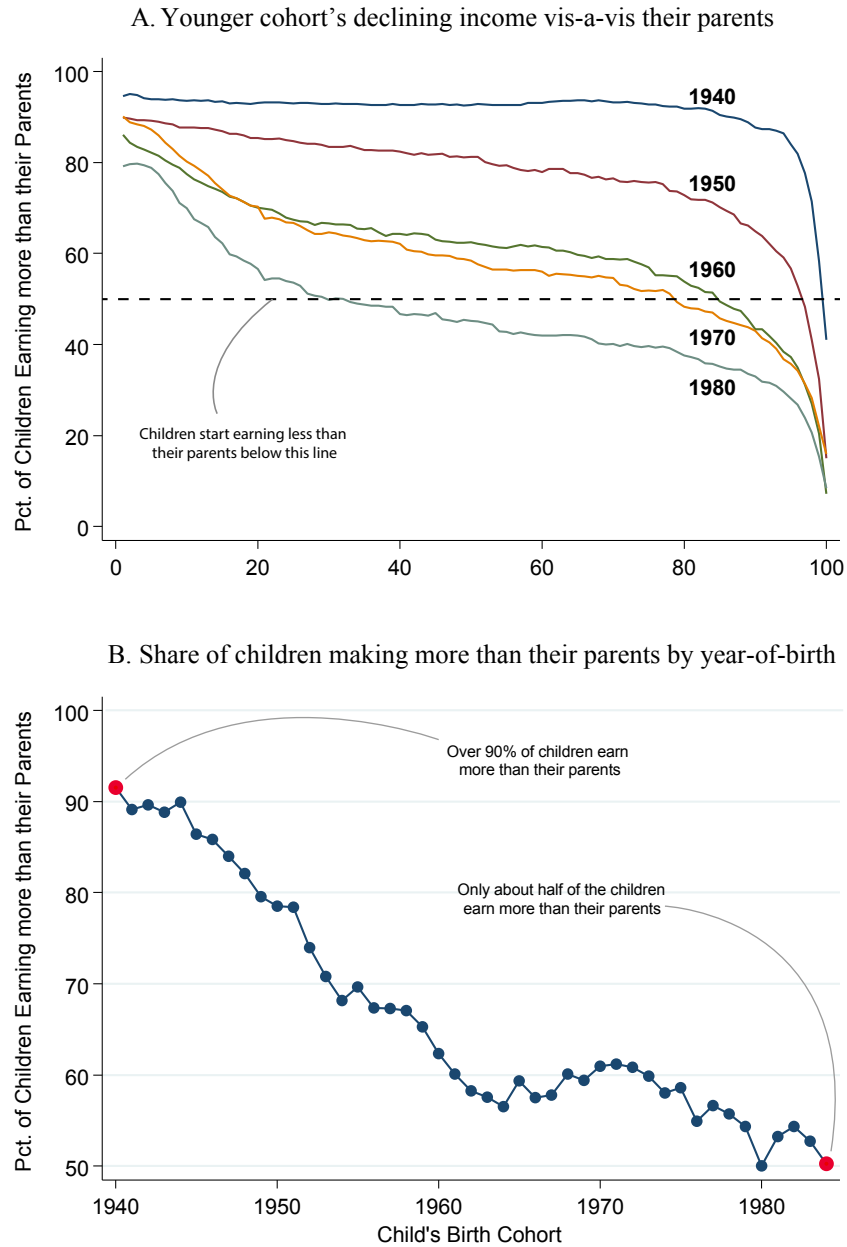 A. Younger cohort's declining income vis-a-vis their parents
Pct. of Children Earning more than their Parents
100
80
60
40
20
0
1940
1950
1960
1970
1980
Children start earning less than
their parents below this line
0
20
40
60
80
100
B. Share of children making more than their parents by year-of-birth
Pct. of Children Earning more than their Parents
100
90
80
70
60
50
Over 90% of children earn
more than their parents
Only about half of the children
earn more than their parents
1940
1950
1960
1970
1980
Child's Birth Cohort